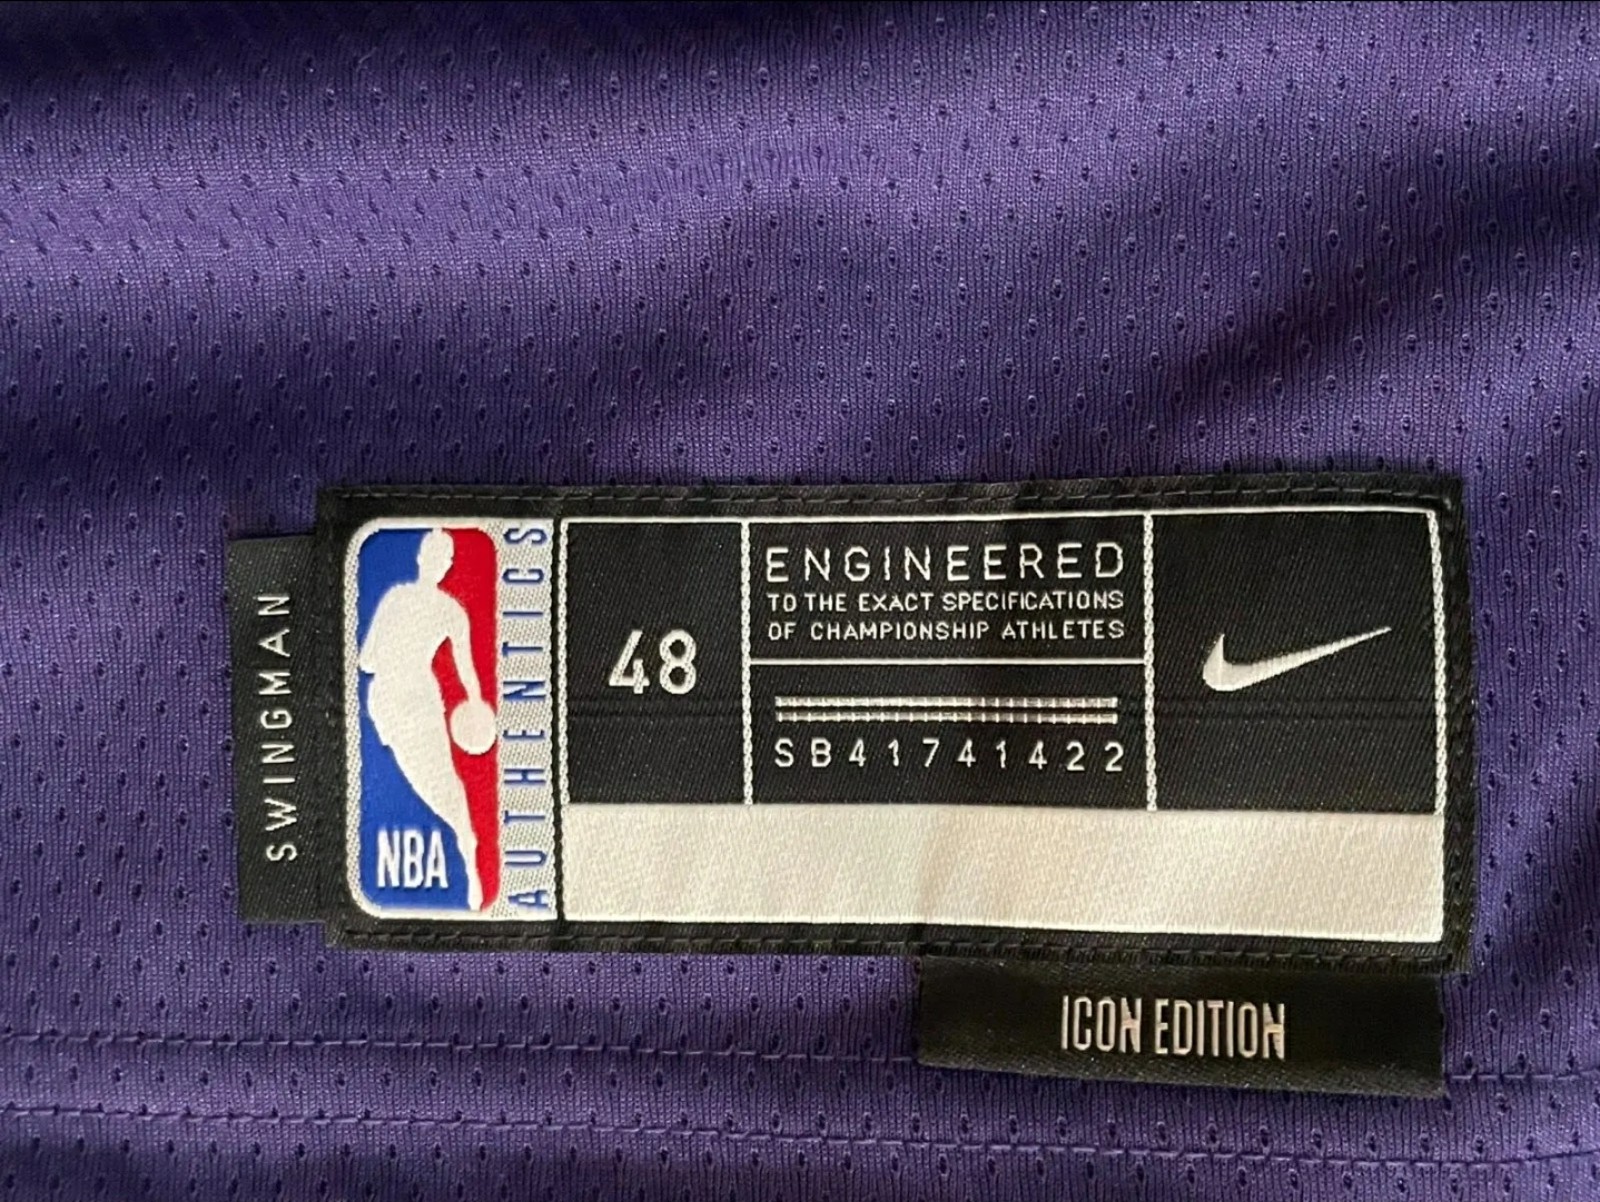 SWINGMAN
NBA
AUTHENTICS
48
ENGINEERED
TO THE EXACT SPECIFICATIONS
OF CHAMPIONSHIP ATHLETES
SB41741422
ICON EDITION